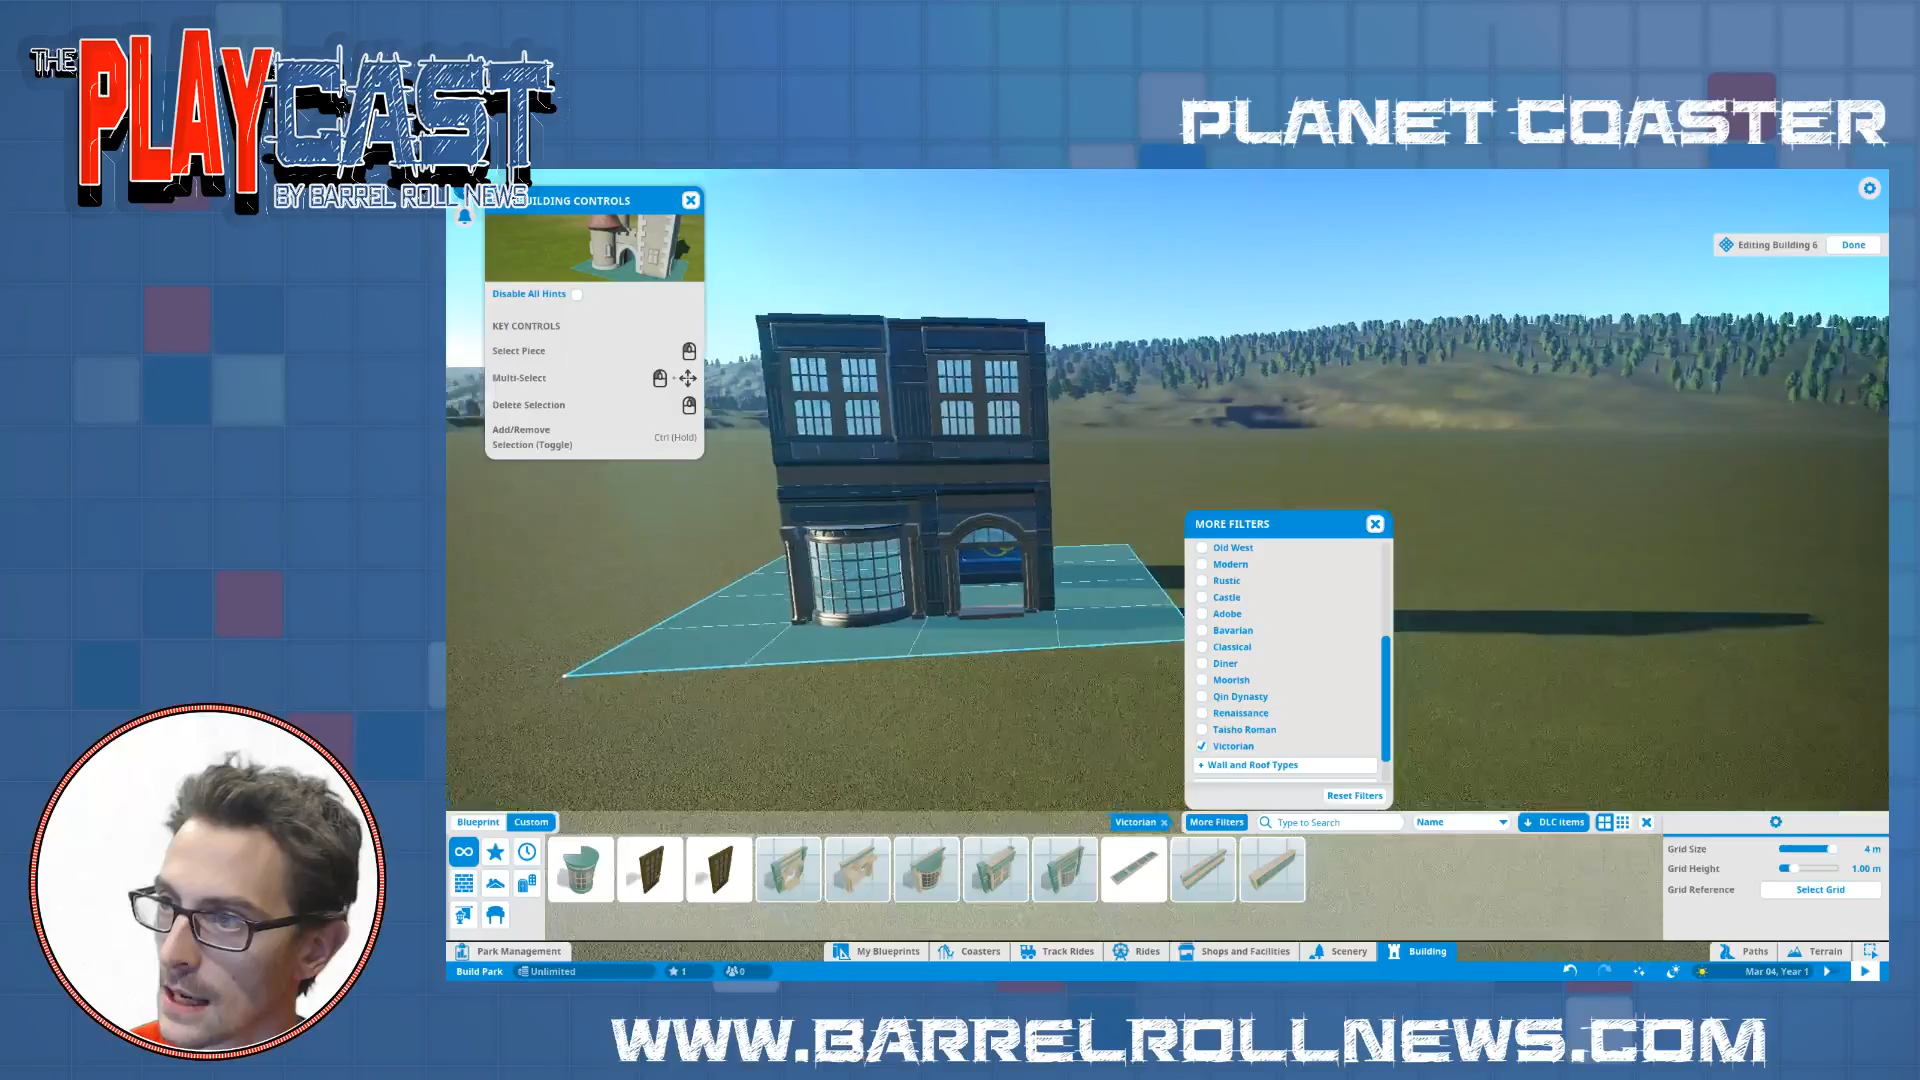 THE PLAYCAST
BY BARREL ROLL NEWS
PLANET COASTER
BUILDING CONTROLS
Disable All Hints
KEY CONTROLS
Select Piece
Multi-Select
Delete Selection
Add/Remove
Selection (Toggle)
Ctrl (Hold)
Editing Building 6
Done
MORE FILTERS
Old West
Modern
Rustic
Castle
Adobe
Bavarian
Classical
Diner
Moorish
Qin Dynasty
Renaissance
Taisho Roman
Victorian
+ Wall and Roof Types
Reset Filters
Blueprint
Custom
Victorian
More Filters
Type to Search
Name
DLC items
Grid Size
4 m
Grid Height
1.00 m
Grid Reference
Select Grid
Park Management
My Blueprints
Coasters
Track Rides
Rides
Shops and Facilities
Scenery
Building
Paths
Terrain
Build Park
Unlimited
1
0
Mar 04, Year 1
WWW.BARRELROLLNEWS.COM